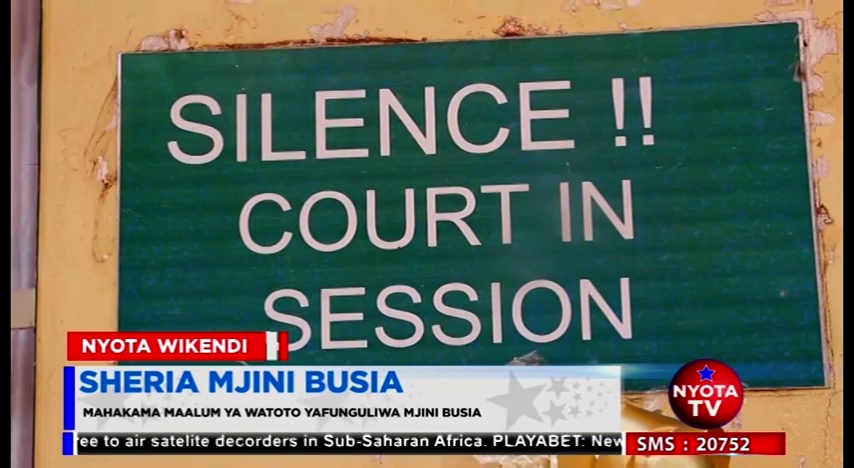 SILENCE !!
COURT IN
SESSION
NYOTA WIKENDI
SHERIA MJINI BUSIA
MAHAKAMA MAALUM YA WATOTO YAFUNGULIWA MJINI BUSIA
NYOTA
TV
ree to air satelite decorders in Sub-Saharan Africa. PLAYABET: New
SMS : 20752